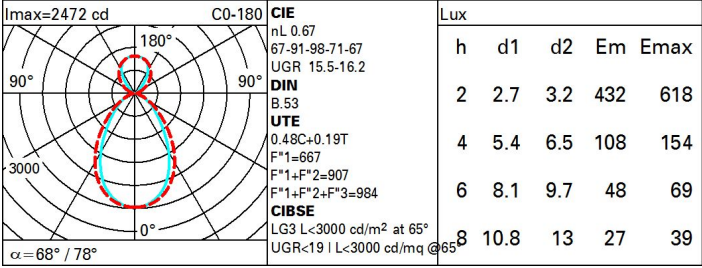 Imax=2472 cd C0-180
180°
90° 90°
3000
0°
α=68° / 78°
CIE
nL 0.67
67-91-98-71-67
UGR 15.5-16.2
DIN
B.53
UTE
0.48C+0.19T
F"1=667
F"1+F"2=907
F"1+F"2+F"3=984
CIBSE
LG3 L<3000 cd/m² at 65°
UGR<19 | L<3000 cd/mq @65°
Lux
h d1 d2 Em Emax
2 2.7 3.2 432 618
4 5.4 6.5 108 154
6 8.1 9.7 48 69
8 10.8 13 27 39